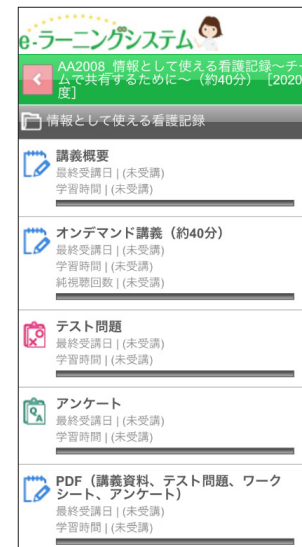 e-ラーニングシステム
AA2008 情報として使える看護記録～チー
ムで共有するために～（約40分）［2020
度］
情報として使える看護記録
講義概要
最終受講日 | (未受講)
学習時間 | (未受講)
オンデマンド講義（約40分）
最終受講日 | (未受講)
学習時間 | (未受講)
純視聴回数 | (未受講)
テスト問題
最終受講日 | (未受講)
学習時間 | (未受講)
アンケート
最終受講日 | (未受講)
学習時間 | (未受講)
PDF（講義資料、テスト問題、ワーク
シート、アンケート）
最終受講日 | (未受講)
学習時間 | (未受講)